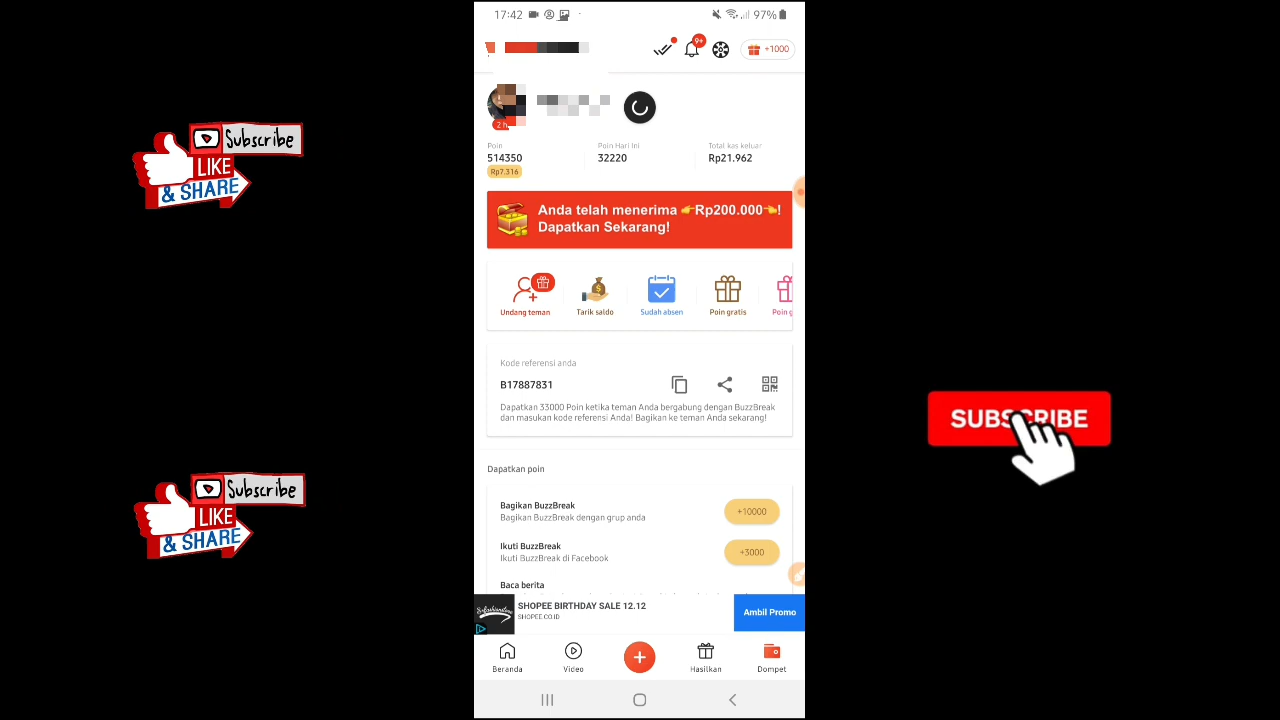 17:42
97%
9+
+1000
2 h
Poin
Poin Hari Ini
Total kas keluar
514350
32220
Rp21.962
Rp7.316
Anda telah menerima 👉Rp200.000👈!
Dapatkan Sekarang!
Undang teman
Tarik saldo
Sudah absen
Poin gratis
Poin g
Kode referensi anda
B17887831
Dapatkan 33000 Poin ketika teman Anda bergabung dengan BuzzBreak
dan masukan kode referensi Anda! Bagikan ke teman Anda sekarang!
Dapatkan poin
Bagikan BuzzBreak
Bagikan BuzzBreak dengan grup anda
+10000
Ikuti BuzzBreak
Ikuti BuzzBreak di Facebook
+3000
Baca berita
SHOPEE BIRTHDAY SALE 12.12
SHOPEE.CO.ID
Ambil Promo
Beranda
Video
Hasilkan
Dompet
Subscribe
LIKE
& SHARE
Subscribe
LIKE
& SHARE
SUBSCRIBE